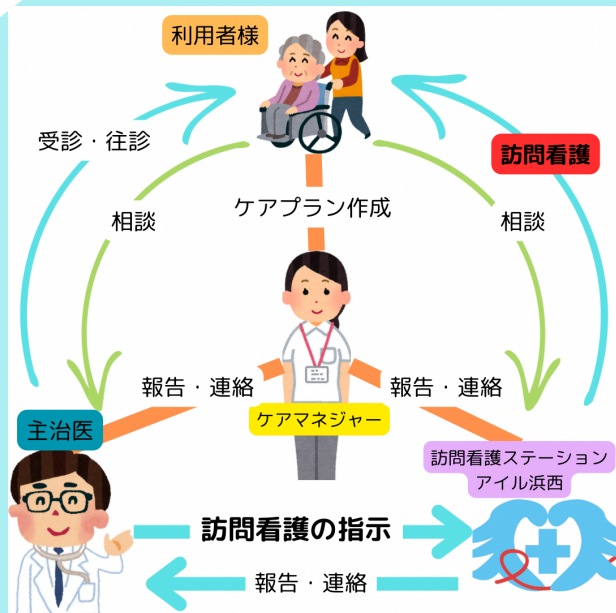 利用者様
受診・往診
訪問看護
相談
ケアプラン作成
相談
報告・連絡
報告・連絡
主治医
ケアマネジャー
訪問看護ステーション
アイル浜西
訪問看護の指示
報告・連絡